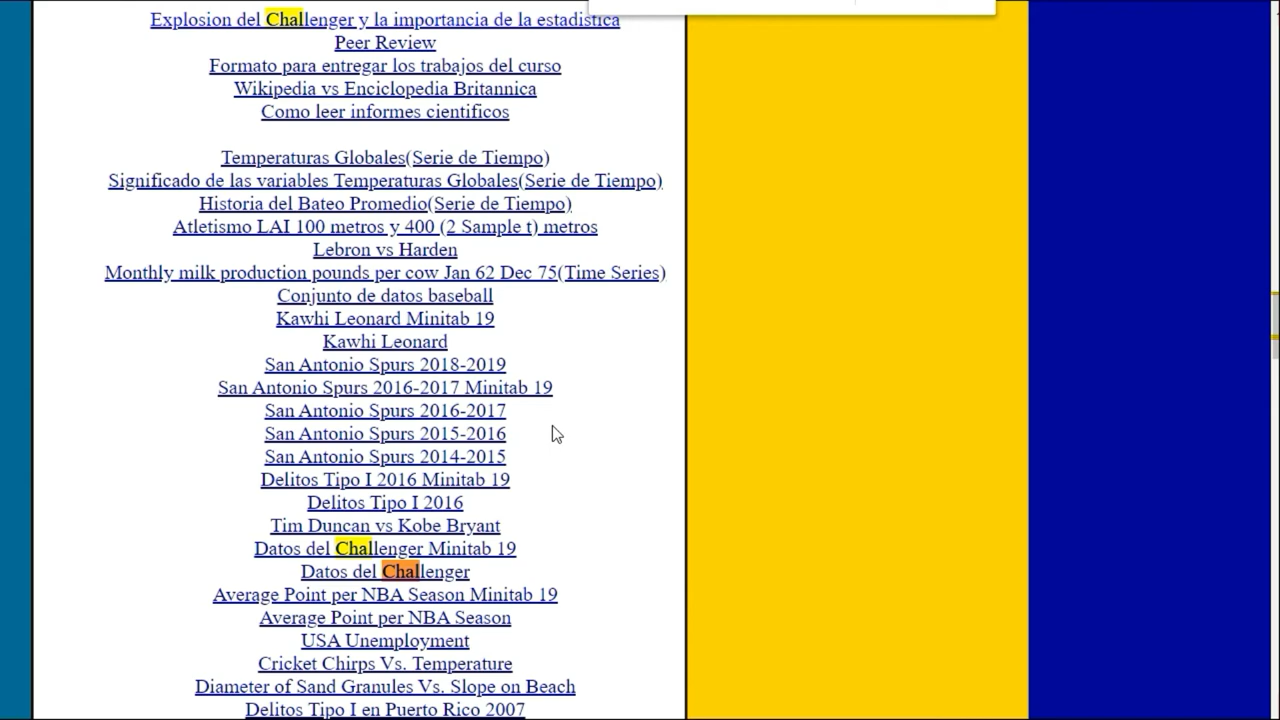 Explosion del Challenger y la importancia de la estadistica
Peer Review
Formato para entregar los trabajos del curso
Wikipedia vs Enciclopedia Britannica
Como leer informes cientificos
Temperaturas Globales(Serie de Tiempo)
Significado de las variables Temperaturas Globales(Serie de Tiempo)
Historia del Bateo Promedio(Serie de Tiempo)
Atletismo LAI 100 metros y 400 (2 Sample t) metros
Lebron vs Harden
Monthly milk production pounds per cow Jan 62 Dec 75(Time Series)
Conjunto de datos baseball
Kawhi Leonard Minitab 19
Kawhi Leonard
San Antonio Spurs 2018-2019
San Antonio Spurs 2016-2017 Minitab 19
San Antonio Spurs 2016-2017
San Antonio Spurs 2015-2016
San Antonio Spurs 2014-2015
Delitos Tipo I 2016 Minitab 19
Delitos Tipo I 2016
Tim Duncan vs Kobe Bryant
Datos del Challenger Minitab 19
Datos del Challenger
Average Point per NBA Season Minitab 19
Average Point per NBA Season
USA Unemployment
Cricket Chirps Vs. Temperature
Diameter of Sand Granules Vs. Slope on Beach
Delitos Tipo I en Puerto Rico 2007